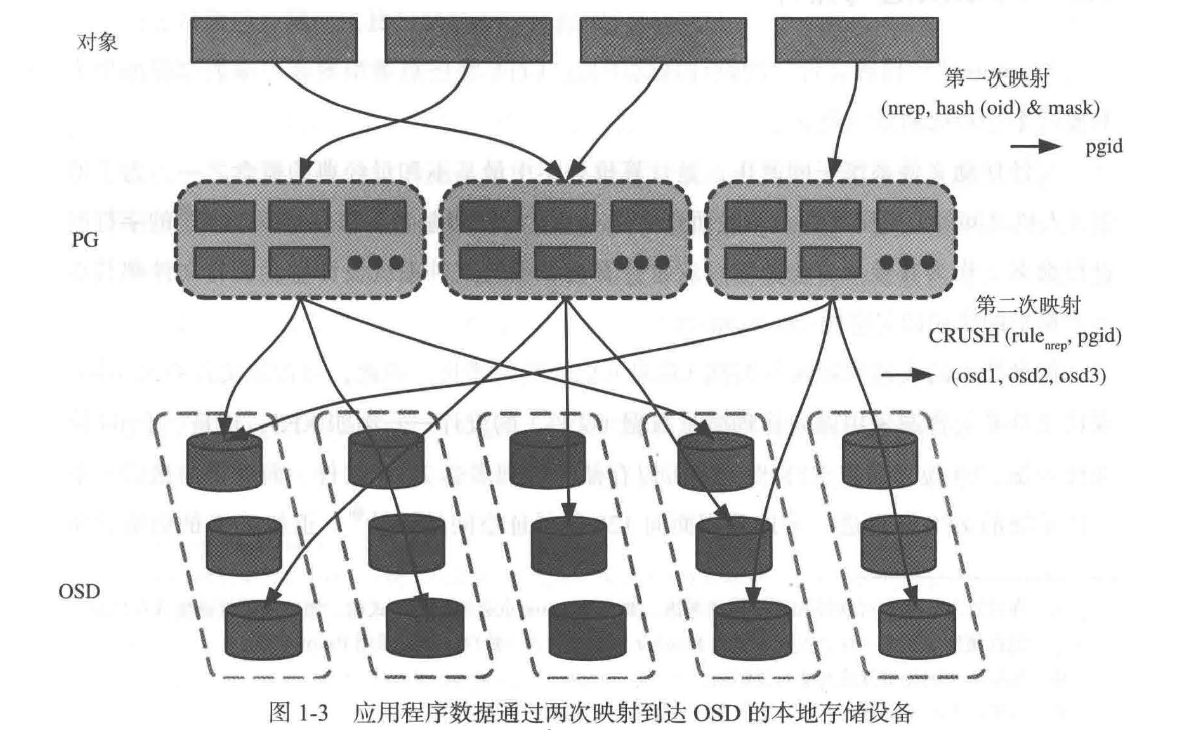 对象
第一次映射
(nrep, hash (oid) & mask)
pgid
PG
第二次映射
CRUSH (rule_nrep, pgid)
(osd1, osd2, osd3)
OSD
图 1-3 应用程序数据通过两次映射到达 OSD 的本地存储设备